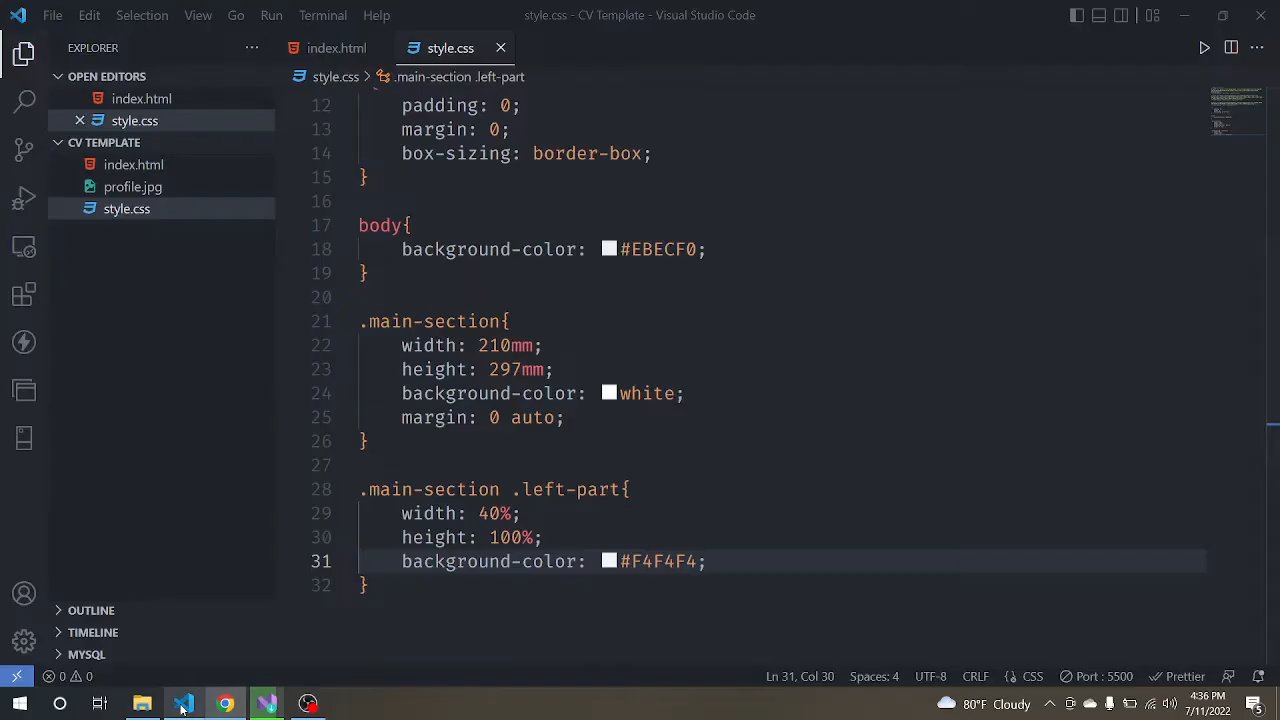 File Edit Selection View Go Run Terminal Help
style.css - CV Template - Visual Studio Code
EXPLORER
index.html
style.css
OPEN EDITORS
index.html
style.css
CV TEMPLATE
index.html
profile.jpg
style.css
style.css > .main-section .left-part
12 padding: 0;
13 margin: 0;
14 box-sizing: border-box;
15 }
16
17 body{
18 background-color: #EBECF0;
19 }
20
21 .main-section{
22 width: 210mm;
23 height: 297mm;
24 background-color: white;
25 margin: 0 auto;
26 }
27
28 .main-section .left-part{
29 width: 40%;
30 height: 100%;
31 background-color: #F4F4F4;
32 }
OUTLINE
TIMELINE
MYSQL
0 0
Ln 31, Col 30 Spaces: 4 UTF-8 CRLF {} CSS Port : 5500 Prettier
88°F Cloudy
4:36 PM
7/11/2022
5